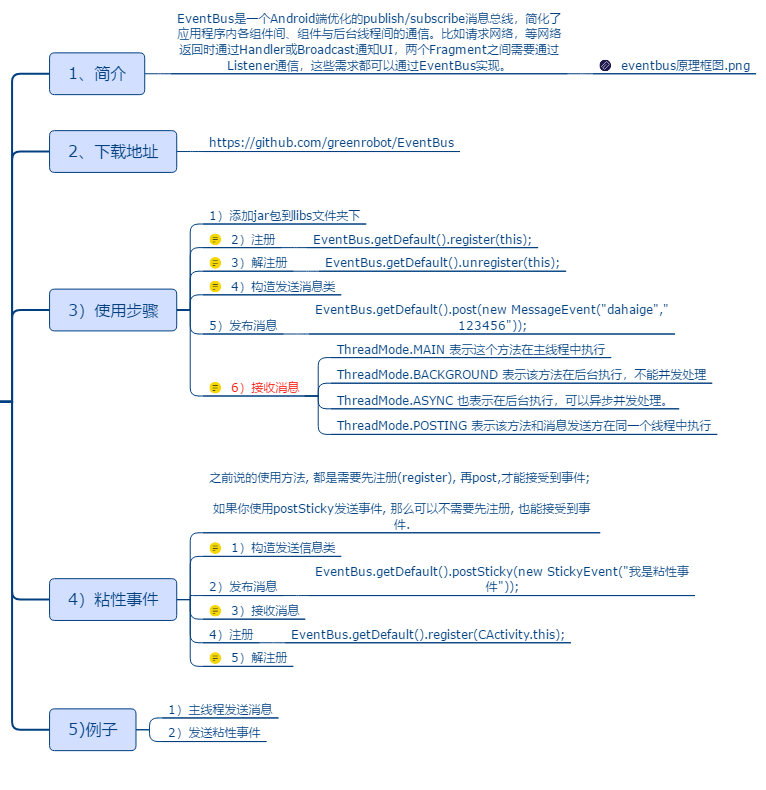 EventBus是一个Android端优化的publish/subscribe消息总线，简化了
应用程序内各组件间、组件与后台线程间的通信。比如请求网络，等网络
返回时通过Handler或Broadcast通知UI，两个Fragment之间需要通过
Listener通信，这些需求都可以通过EventBus实现。
1、简介
eventbus原理框图.png
2、下载地址
https://github.com/greenrobot/EventBus
3）使用步骤
1）添加jar包到libs文件夹下
2）注册
EventBus.getDefault().register(this);
3）解注册
EventBus.getDefault().unregister(this);
4）构造发送消息类
5）发布消息
EventBus.getDefault().post(new MessageEvent("dahaige","
123456"));
6）接收消息
ThreadMode.MAIN 表示这个方法在主线程中执行
ThreadMode.BACKGROUND 表示该方法在后台执行，不能并发处理
ThreadMode.ASYNC 也表示在后台执行，可以异步并发处理。
ThreadMode.POSTING 表示该方法和消息发送方在同一个线程中执行
4）粘性事件
之前说的使用方法, 都是需要先注册(register), 再post,才能接受到事件;
如果你使用postSticky发送事件, 那么可以不需要先注册, 也能接受到事
件.
1）构造发送信息类
2）发布消息
EventBus.getDefault().postSticky(new StickyEvent("我是粘性事
件"));
3）接收消息
4）注册
EventBus.getDefault().register(CActivity.this);
5）解注册
5)例子
1）主线程发送消息
2）发送粘性事件